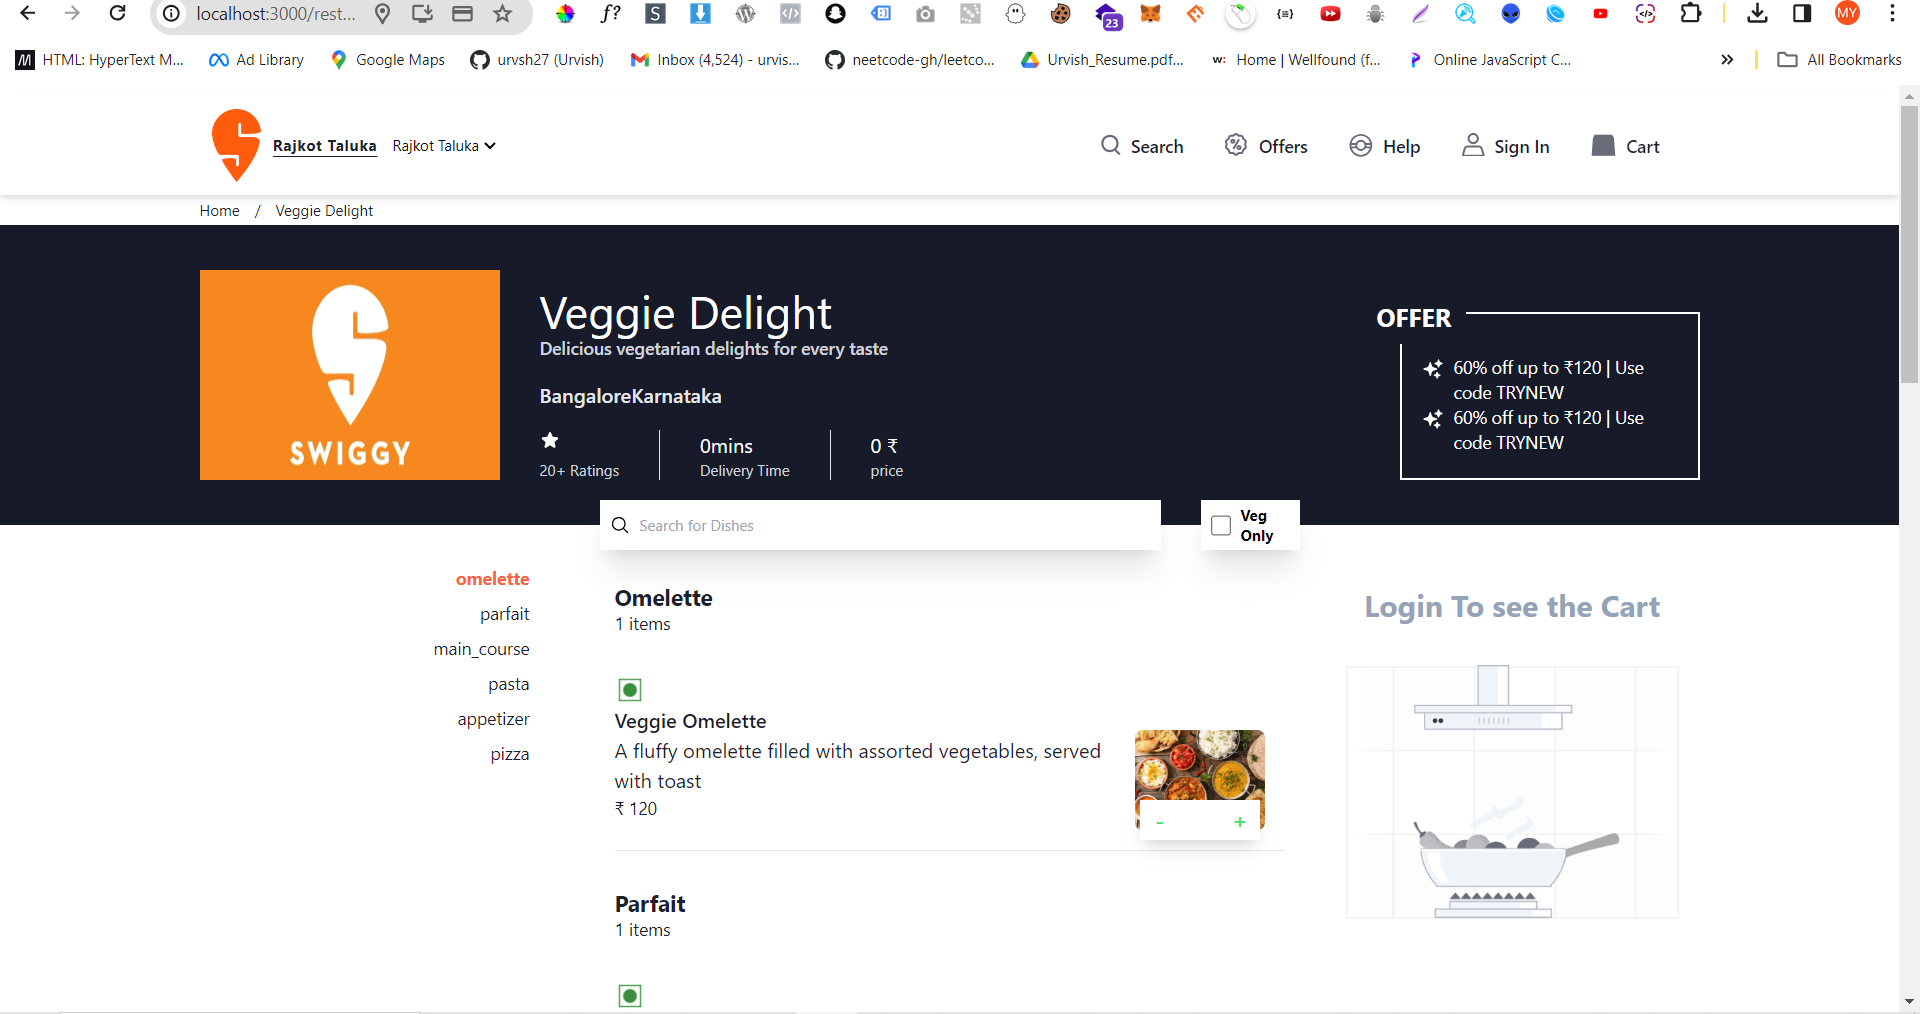 localhost:3000/rest...
f?
S
23
MY
HTML: HyperText M...
Ad Library
Google Maps
urvsh27 (Urvish)
Inbox (4,524) - urvis...
neetcode-gh/leetco...
Urvish_Resume.pdf...
w: Home | Wellfound (f...
Online JavaScript C...
»
All Bookmarks
Rajkot Taluka
Rajkot Taluka
Search
Offers
Help
Sign In
Cart
Home / Veggie Delight
SWIGGY
Veggie Delight
Delicious vegetarian delights for every taste
BangaloreKarnataka
20+ Ratings
0mins
Delivery Time
0 ₹
price
OFFER
60% off up to ₹120 | Use
code TRYNEW
60% off up to ₹120 | Use
code TRYNEW
Search for Dishes
Veg
Only
omelette
parfait
main_course
pasta
appetizer
pizza
Omelette
1 items
Veggie Omelette
A fluffy omelette filled with assorted vegetables, served
with toast
₹ 120
- +
Parfait
1 items
Login To see the Cart